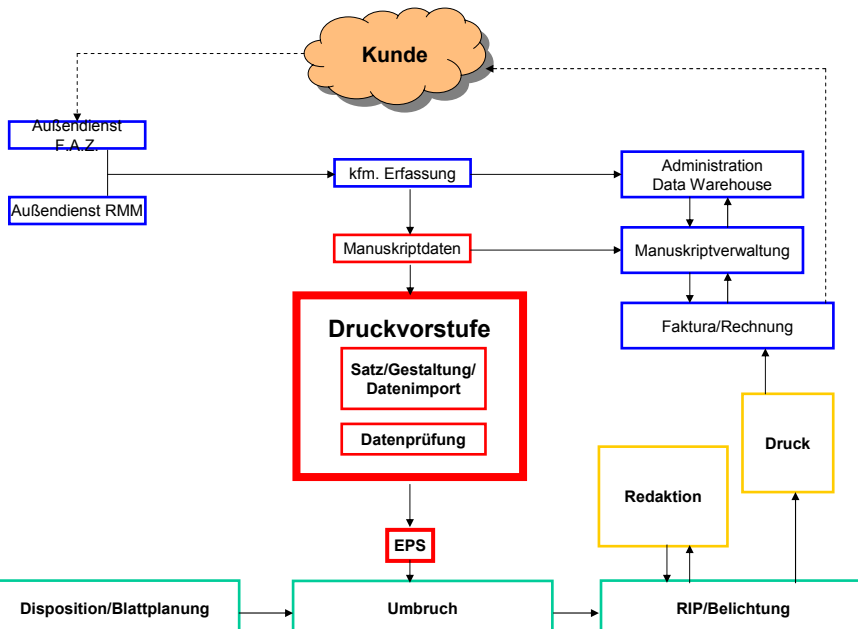 Kunde
Außendienst
F.A.Z.
kfm. Erfassung
Administration
Data Warehouse
Außendienst RMM
Manuskriptdaten
Manuskriptverwaltung
Druckvorstufe
Faktura/Rechnung
Satz/Gestaltung/
Datenimport
Datenprüfung
Druck
Redaktion
EPS
Disposition/Blattplanung
Umbruch
RIP/Belichtung